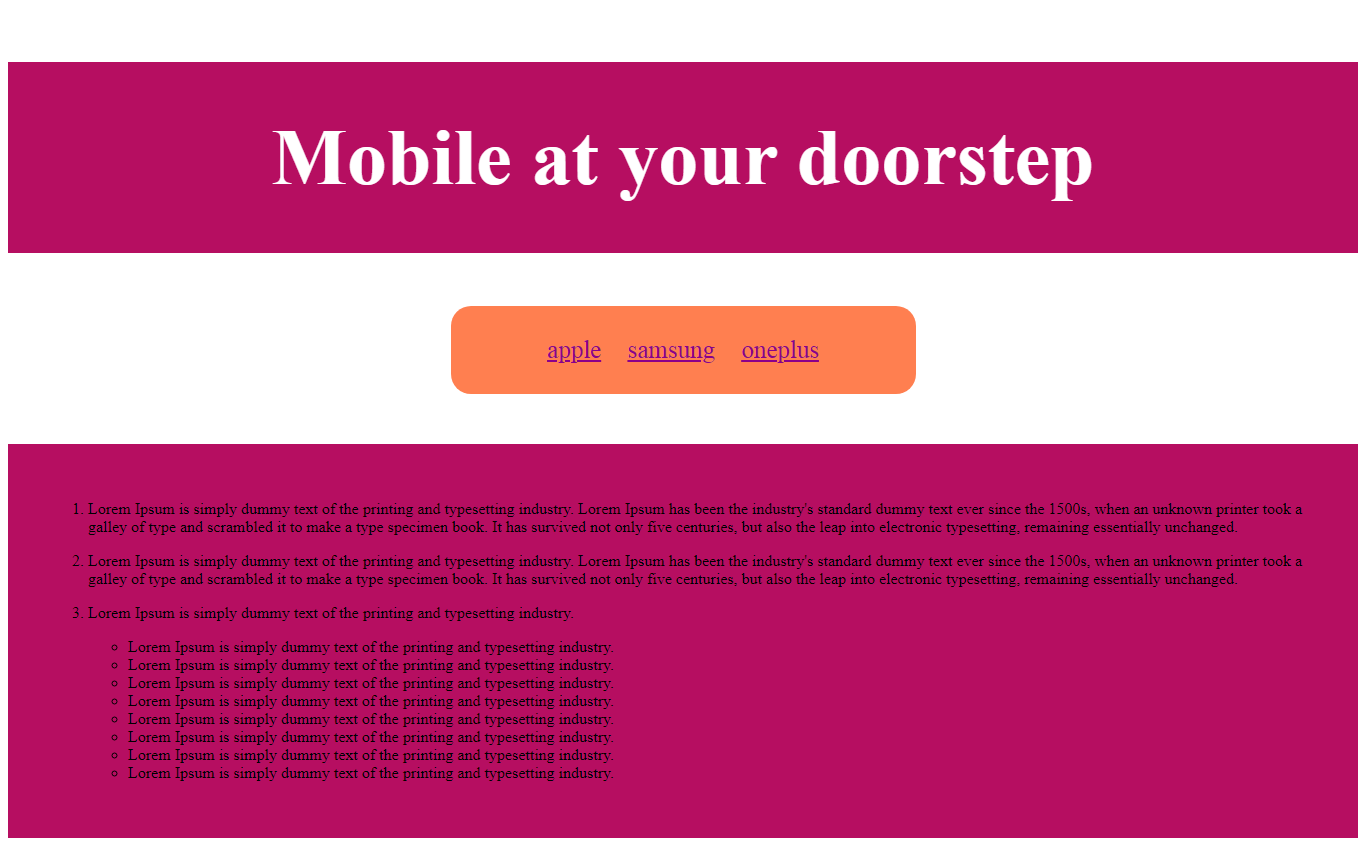 Mobile at your doorstep
apple samsung oneplus
1. Lorem Ipsum is simply dummy text of the printing and typesetting industry. Lorem Ipsum has been the industry's standard dummy text ever since the 1500s, when an unknown printer took a
galley of type and scrambled it to make a type specimen book. It has survived not only five centuries, but also the leap into electronic typesetting, remaining essentially unchanged.
2. Lorem Ipsum is simply dummy text of the printing and typesetting industry. Lorem Ipsum has been the industry's standard dummy text ever since the 1500s, when an unknown printer took a
galley of type and scrambled it to make a type specimen book. It has survived not only five centuries, but also the leap into electronic typesetting, remaining essentially unchanged.
3. Lorem Ipsum is simply dummy text of the printing and typesetting industry.
Lorem Ipsum is simply dummy text of the printing and typesetting industry.
Lorem Ipsum is simply dummy text of the printing and typesetting industry.
Lorem Ipsum is simply dummy text of the printing and typesetting industry.
Lorem Ipsum is simply dummy text of the printing and typesetting industry.
Lorem Ipsum is simply dummy text of the printing and typesetting industry.
Lorem Ipsum is simply dummy text of the printing and typesetting industry.
Lorem Ipsum is simply dummy text of the printing and typesetting industry.
Lorem Ipsum is simply dummy text of the printing and typesetting industry.